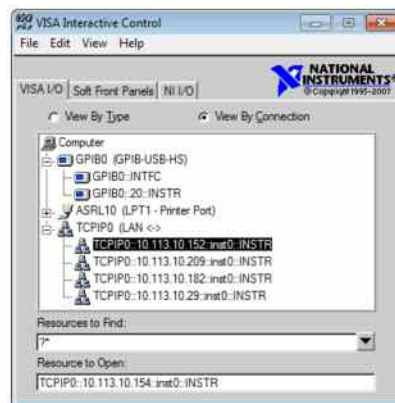 VISA Interactive Control
File Edit View Help
NATIONAL
INSTRUMENTS®
© Copyright 1995-2007
VISA I/O Soft Front Panels NI I/O
View By Type View By Connection
Computer
GPIB0 (GPIB-USB-HS)
GPIB0::INTFC
GPIB0::20::INSTR
ASRL10 (LPT1 - Printer Port)
TCPIP0 (LAN <->
TCPIP0::10.113.10.152::inst0::INSTR
TCPIP0::10.113.10.209::inst0::INSTR
TCPIP0::10.113.10.182::inst0::INSTR
TCPIP0::10.113.10.29::inst0::INSTR
Resources to Find:
?*
Resource to Open:
TCPIP0::10.113.10.154::inst0::INSTR